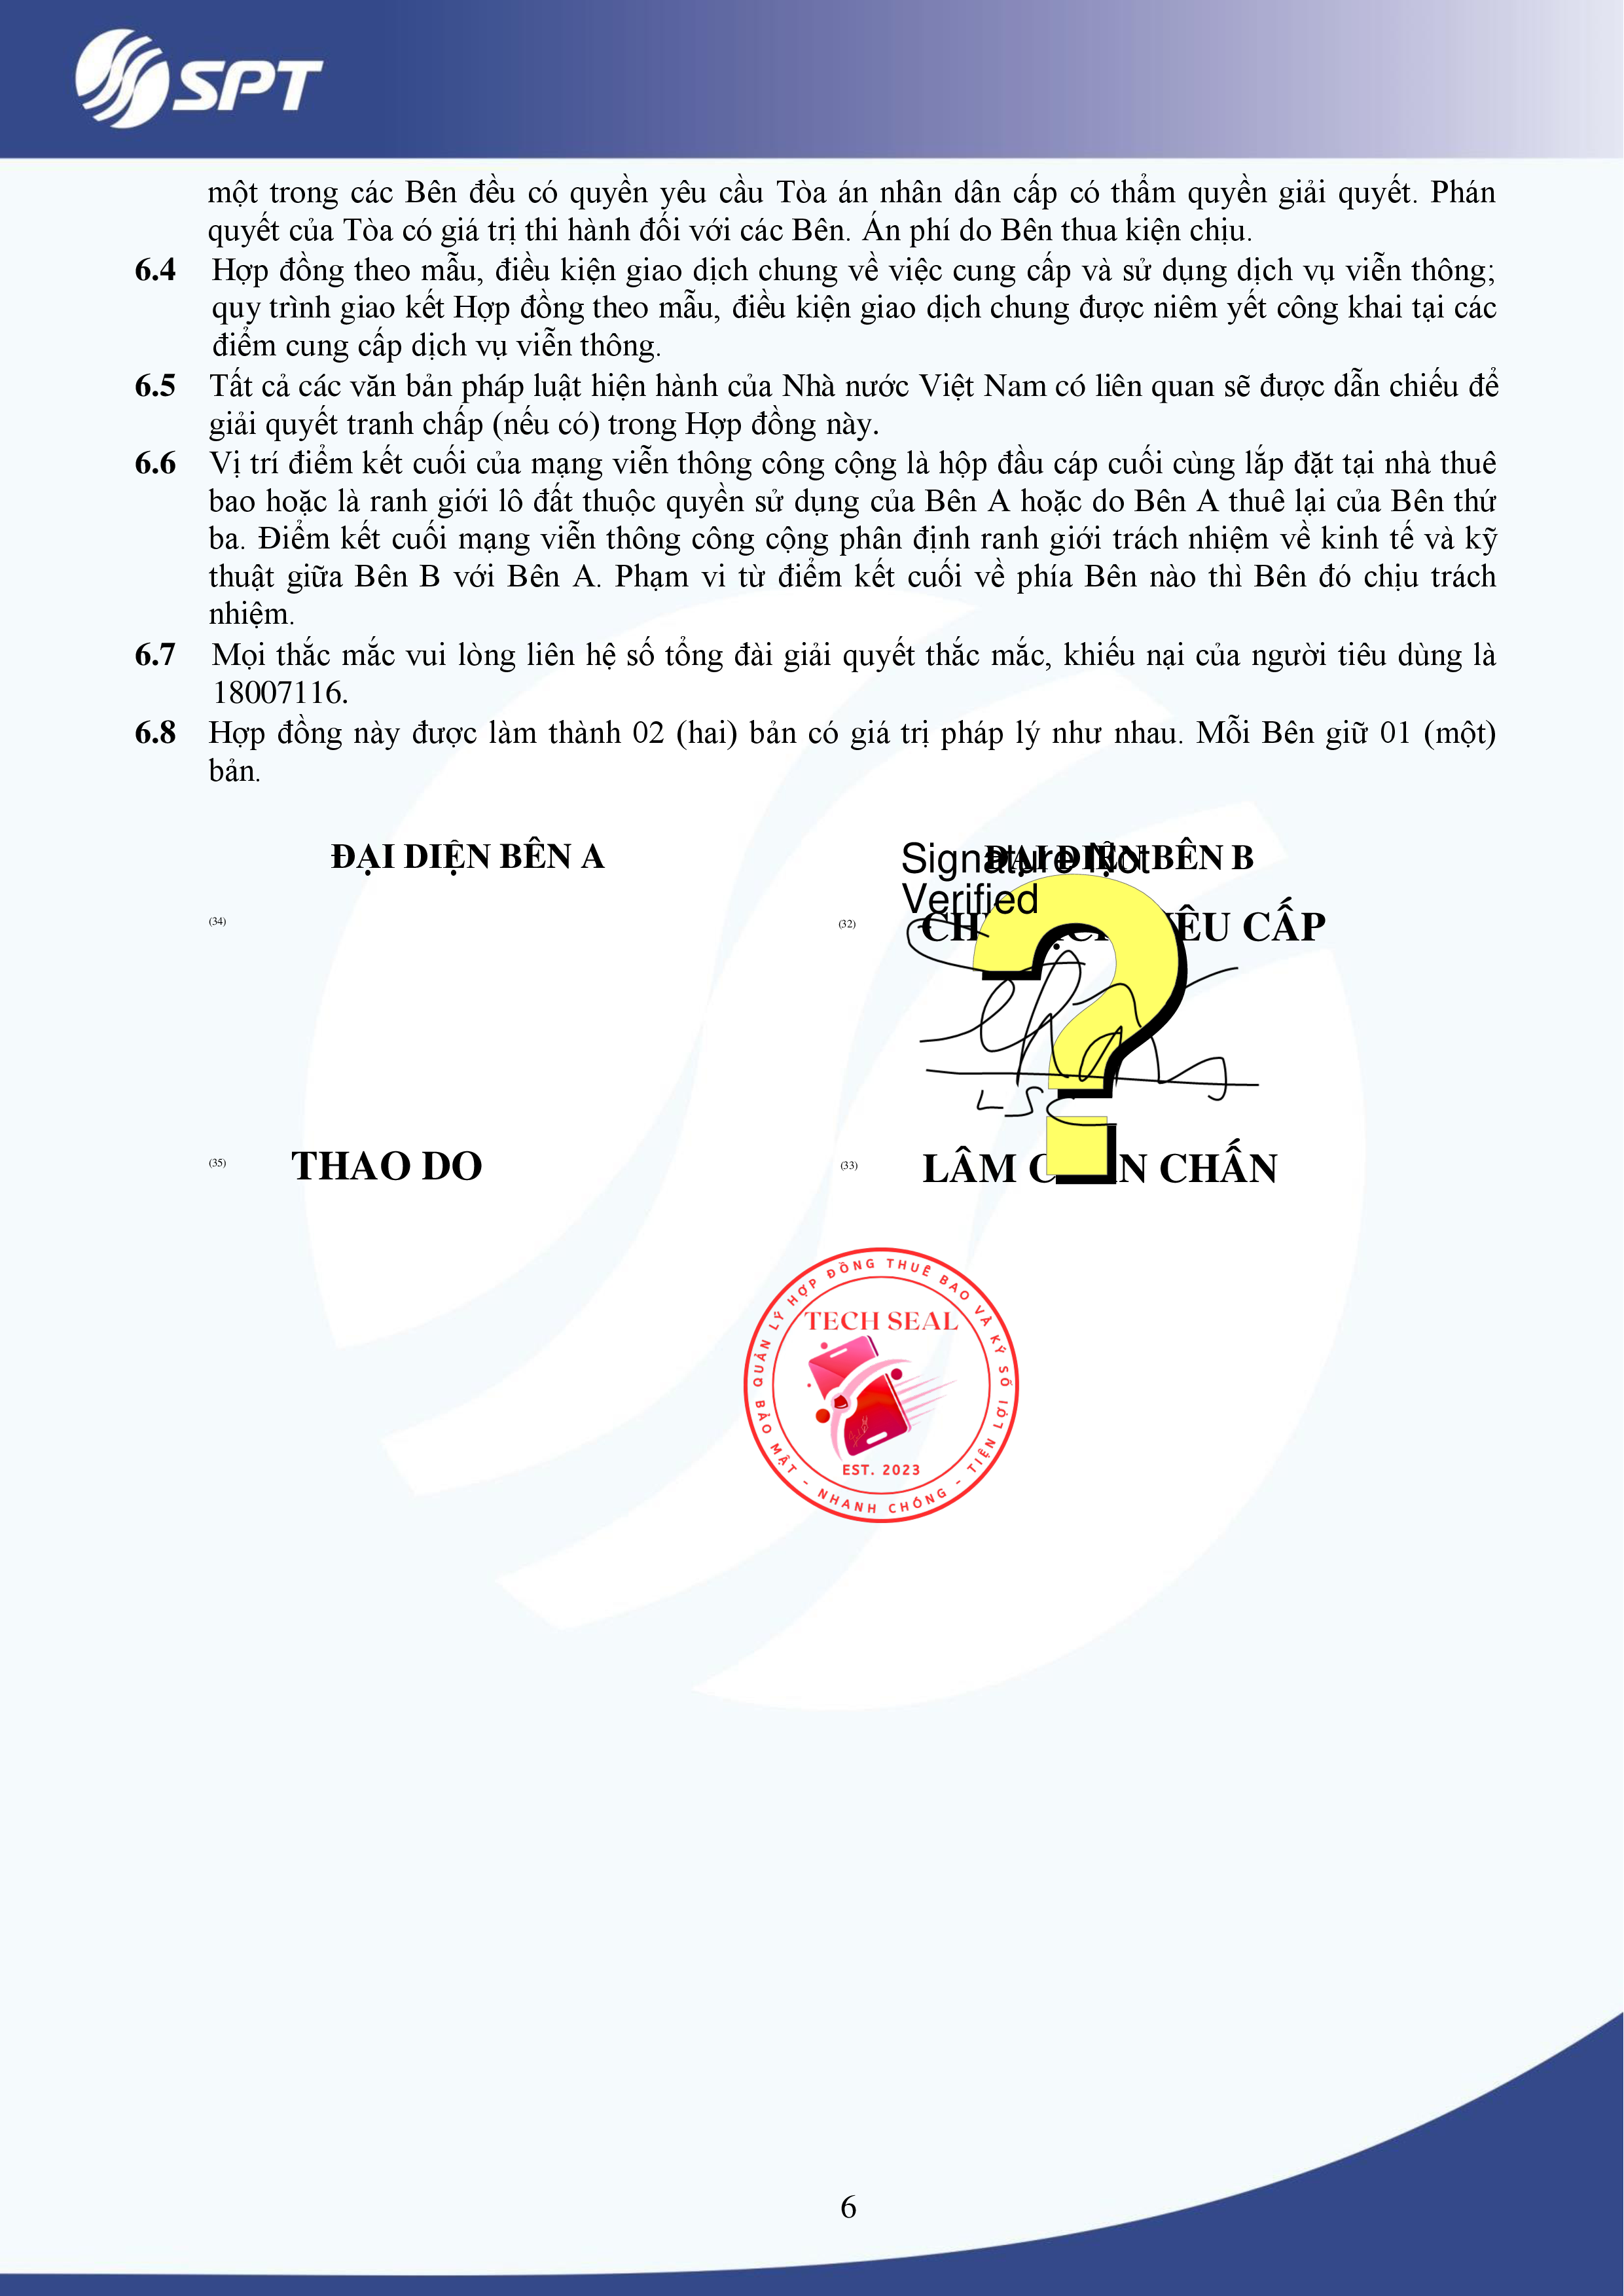 SPT
một trong các Bên đều có quyền yêu cầu Tòa án nhân dân cấp có thẩm quyền giải quyết. Phán
quyết của Tòa có giá trị thi hành đối với các Bên. Án phí do Bên thua kiện chịu.
6.4 Hợp đồng theo mẫu, điều kiện giao dịch chung về việc cung cấp và sử dụng dịch vụ viễn thông;
quy trình giao kết Hợp đồng theo mẫu, điều kiện giao dịch chung được niêm yết công khai tại các
điểm cung cấp dịch vụ viễn thông.
6.5 Tất cả các văn bản pháp luật hiện hành của Nhà nước Việt Nam có liên quan sẽ được dẫn chiếu để
giải quyết tranh chấp (nếu có) trong Hợp đồng này.
6.6 Vị trí điểm kết cuối của mạng viễn thông công cộng là hộp đầu cáp cuối cùng lắp đặt tại nhà thuê
bao hoặc là ranh giới lô đất thuộc quyền sử dụng của Bên A hoặc do Bên A thuê lại của Bên thứ
ba. Điểm kết cuối mạng viễn thông công cộng phân định ranh giới trách nhiệm về kinh tế và kỹ
thuật giữa Bên B với Bên A. Phạm vi từ điểm kết cuối về phía Bên nào thì Bên đó chịu trách
nhiệm.
6.7 Mọi thắc mắc vui lòng liên hệ số tổng đài giải quyết thắc mắc, khiếu nại của người tiêu dùng là
18007116.
6.8 Hợp đồng này được làm thành 02 (hai) bản có giá trị pháp lý như nhau. Mỗi Bên giữ 01 (một)
bản.
ĐẠI DIỆN BÊN A
ĐẠI DIỆN BÊN B
Signature Not
Verified
(34)
(32) CẤP
(35) THAO DO
(33) LÂM CHẤN
QUẢN LÝ HỢP ĐỒNG THUÊ BAO VÀ KÝ SỐ
TECH SEAL
EST. 2023
BẢO MẬT - NHANH CHÓNG - TIỆN LỢI
6